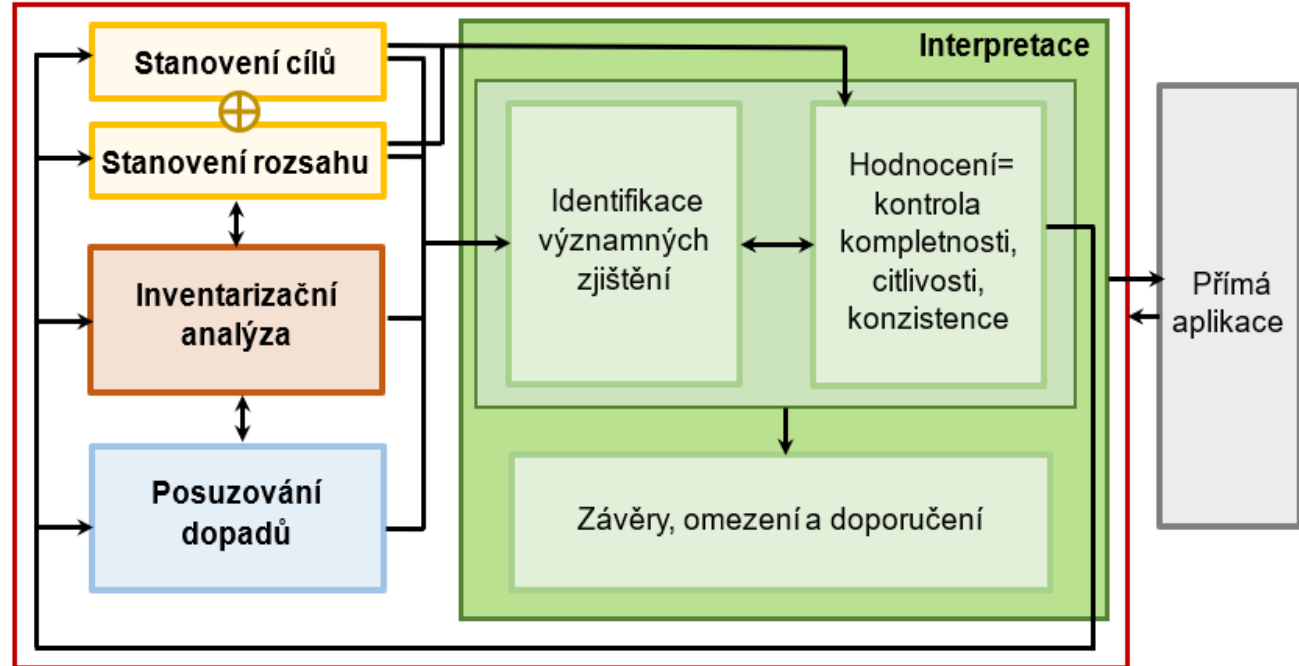 Stanovení cílů
Stanovení rozsahu
Inventarizační
analýza
Posuzování
dopadů
Interpretace
Identifikace
významných
zjištění
Hodnocení=
kontrola
kompletnosti,
citlivosti,
konzistence
Závěry, omezení a doporučení
Přímá
aplikace